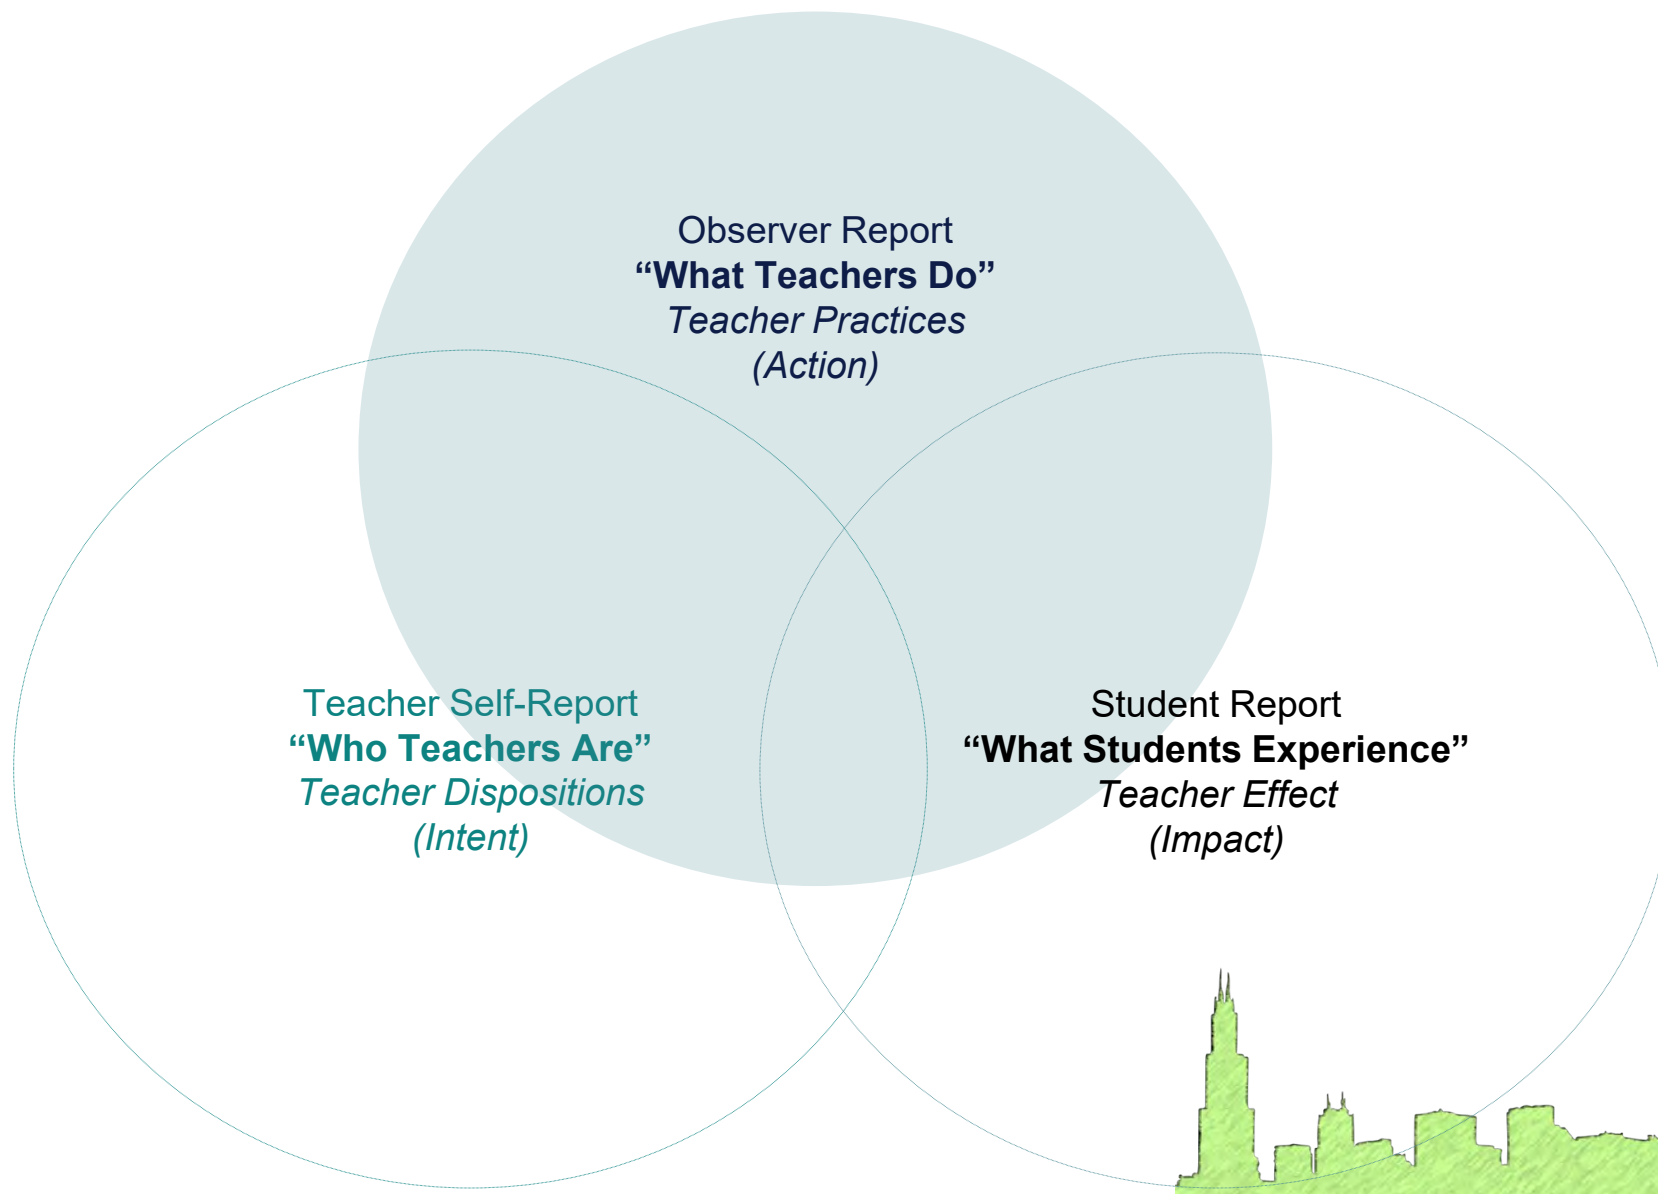 Observer Report
“What Teachers Do”
Teacher Practices
(Action)
Teacher Self-Report
“Who Teachers Are”
Teacher Dispositions
(Intent)
Student Report
“What Students Experience”
Teacher Effect
(Impact)